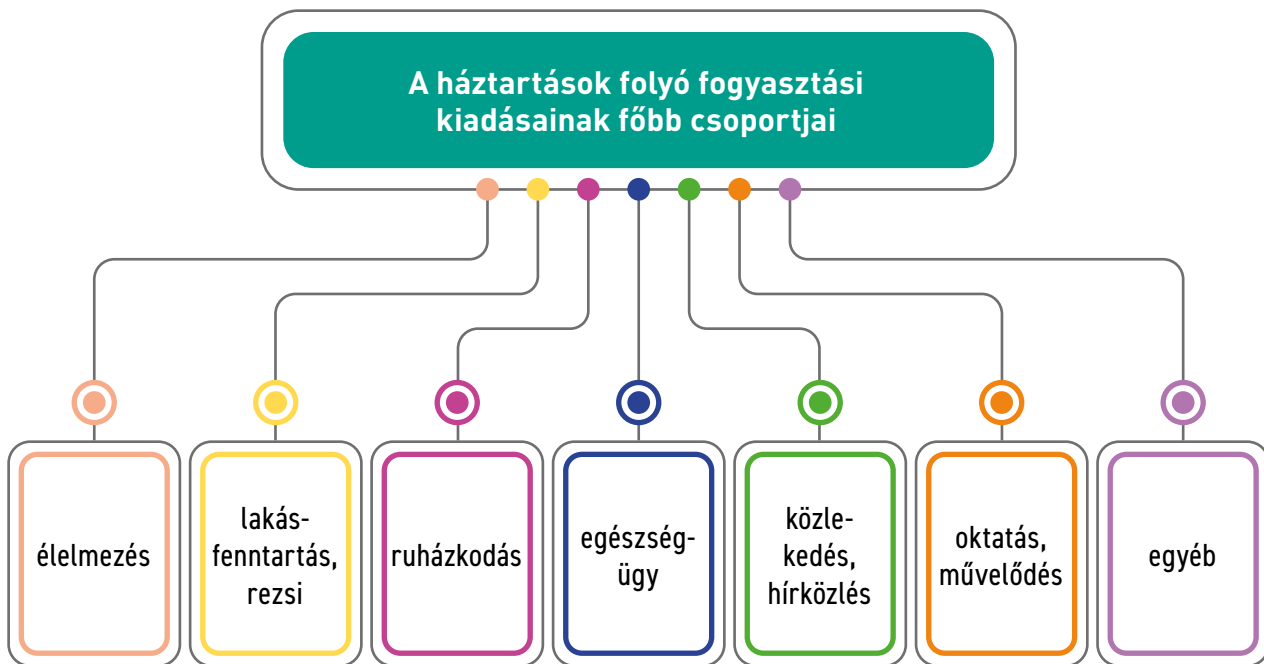 A háztartások folyó fogyasztási
kiadásainak főbb csoportjai
élelmezés
lakás-
fenntartás,
rezsi
ruházkodás
egészség-
ügy
közle-
kedés,
hírközlés
oktatás,
művelődés
egyéb